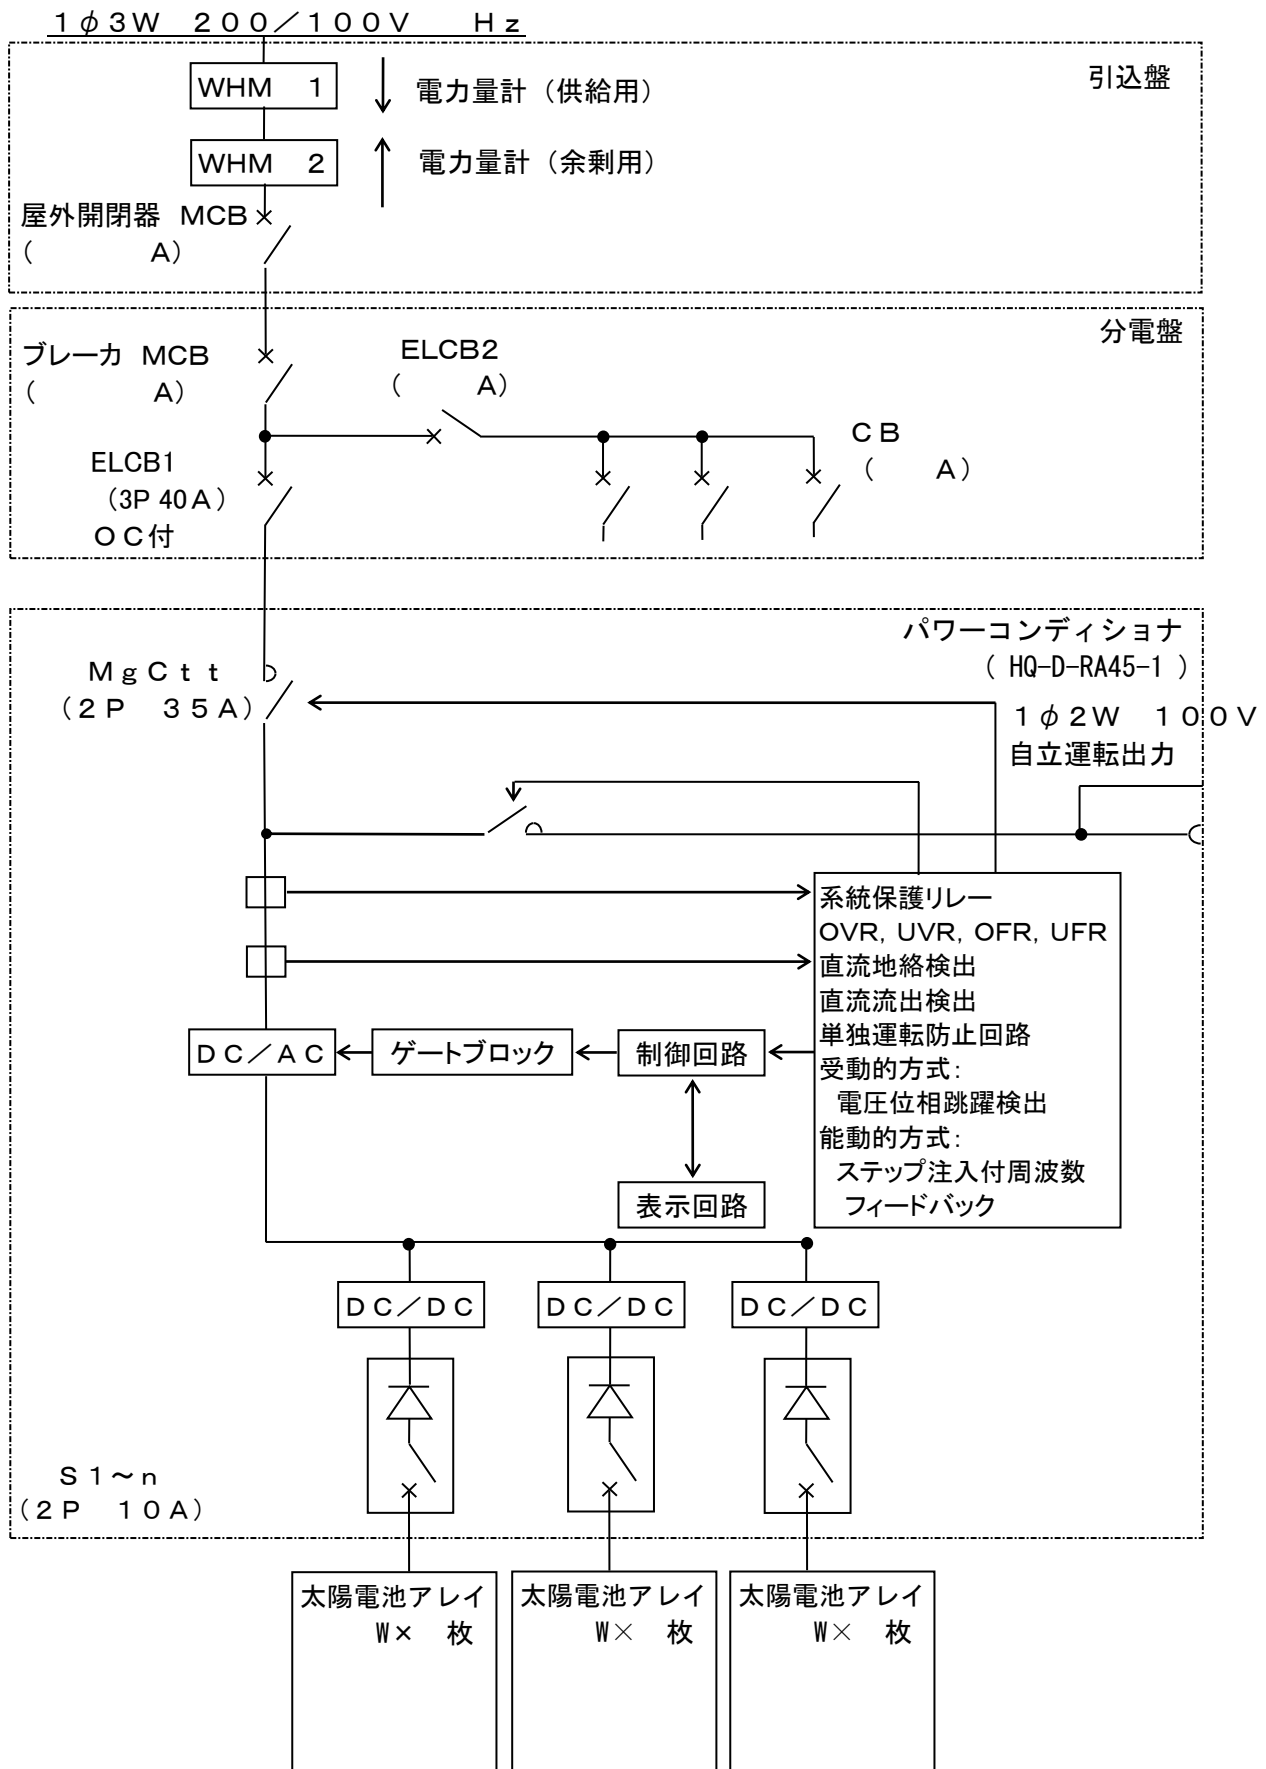 １φ３Ｗ　２００／１００Ｖ　　Ｈｚ
引込盤
WHM　１
電力量計（供給用）
WHM　２
電力量計（余剰用）
屋外開閉器　MCB
（　　　　A）
分電盤
ブレーカ　MCB
（　　　　A）
ELCB2
（　　　A）
ＣＢ
（　　A）
ELCB1
（3P 40A）
ＯＣ付
パワーコンディショナ
（ HQ-D-RA45-1 ）
ＭｇＣｔｔ
（２Ｐ　３５Ａ）
１φ２Ｗ　１００Ｖ
自立運転出力
系統保護リレー
OVR, UVR, OFR, UFR
直流地絡検出
直流流出検出
単独運転防止回路
受動的方式：
電圧位相跳躍検出
能動的方式：
ステップ注入付周波数
フィードバック
ＤＣ／ＡＣ
ゲートブロック
制御回路
表示回路
ＤＣ／ＤＣ
ＤＣ／ＤＣ
ＤＣ／ＤＣ
Ｓ１～ｎ
（２Ｐ　１０Ａ）
太陽電池アレイ
W×　枚
太陽電池アレイ
W×　枚
太陽電池アレイ
W×　枚